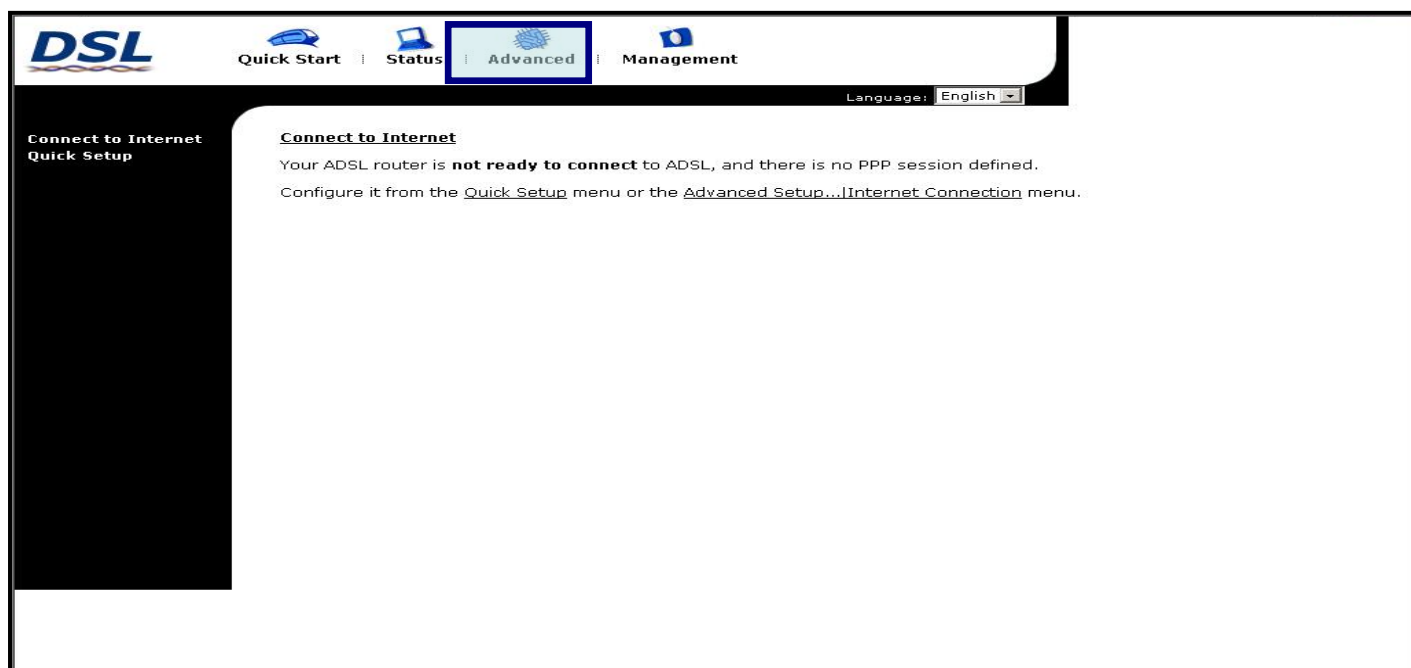 DSL
Quick Start | Status | Advanced | Management
Language: English
Connect to Internet
Quick Setup
Connect to Internet
Your ADSL router is not ready to connect to ADSL, and there is no PPP session defined.
Configure it from the Quick Setup menu or the Advanced Setup...|Internet Connection menu.